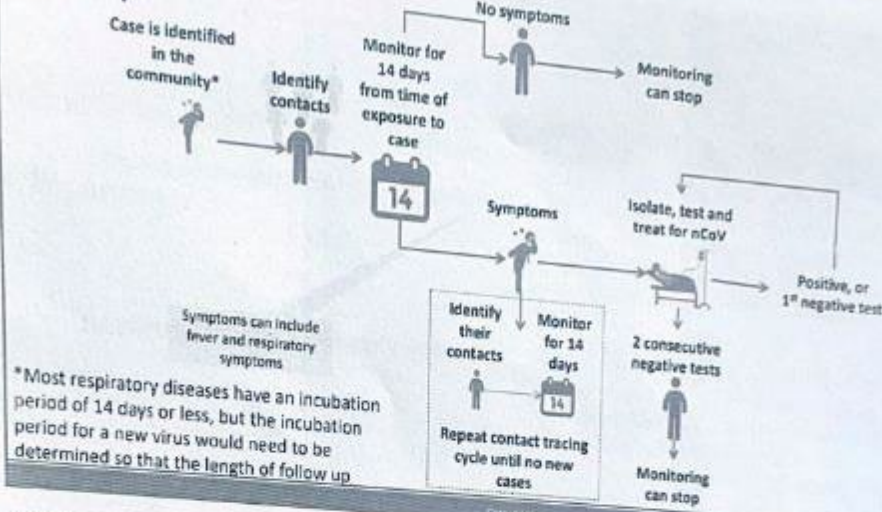 Case is identified
in the
community*
Identify
contacts
Monitor for
14 days
from time of
exposure to
case
14
No symptoms
Monitoring
can stop
Symptoms
Isolate, test and
treat for nCoV
Positive, or
1st negative test
Identify
their
contacts
Monitor
for 14
days
14
Repeat contact tracing
cycle until no new
cases
2 consecutive
negative tests
Monitoring
can stop
Symptoms can include
fever and respiratory
symptoms
*Most respiratory diseases have an incubation
period of 14 days or less, but the incubation
period for a new virus would need to be
determined so that the length of follow up